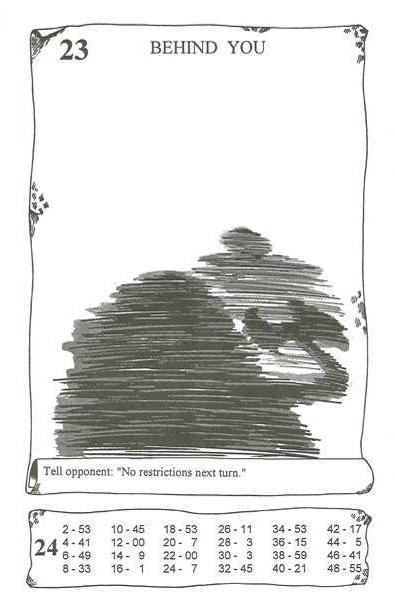 23 BEHIND YOU
Tell opponent: "No restrictions next turn."
24
2 - 53 10 - 45 18 - 53 26 - 11 34 - 53 42 - 17
4 - 41 12 - 00 20 - 7 28 - 3 36 - 15 44 - 5
6 - 49 14 - 9 22 - 00 30 - 3 38 - 59 46 - 41
8 - 33 16 - 1 24 - 7 32 - 45 40 - 21 48 - 55